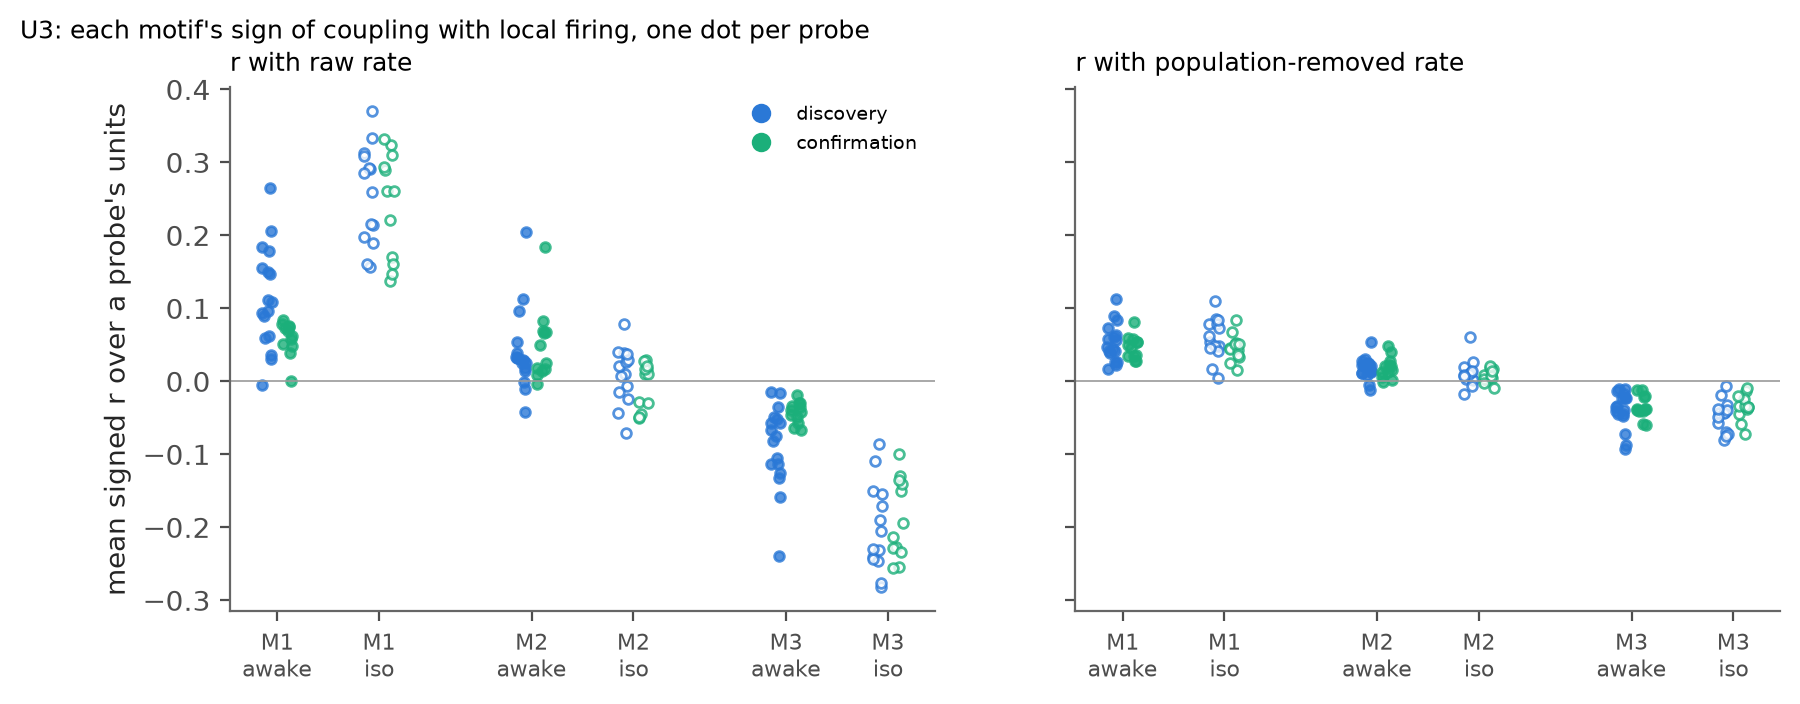 U3: each motif's sign of coupling with local firing, one dot per probe
r with raw rate
r with population-removed rate
mean signed r over a probe's units
0.4
0.3
0.2
0.1
0.0
−0.1
−0.2
−0.3
discovery
confirmation
M1
awake
M1
iso
M2
awake
M2
iso
M3
awake
M3
iso
M1
awake
M1
iso
M2
awake
M2
iso
M3
awake
M3
iso